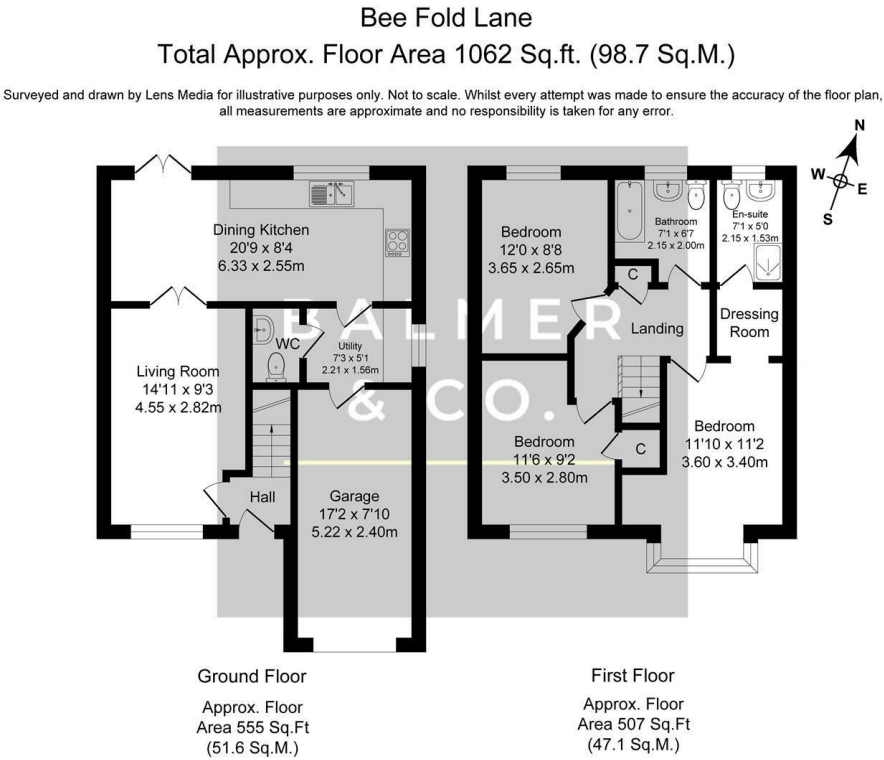 Bee Fold Lane
Total Approx. Floor Area 1062 Sq.ft. (98.7 Sq.M.)
Surveyed and drawn by Lens Media for illustrative purposes only. Not to scale. Whilst every attempt was made to ensure the accuracy of the floor plan,
all measurements are approximate and no responsibility is taken for any error.
N
W
E
S
Dining Kitchen
20'9 x 8'4
6.33 x 2.55m
WC
Utility
7'3 x 5'1
2.21 x 1.56m
Living Room
14'11 x 9'3
4.55 x 2.82m
Hall
Garage
17'2 x 7'10
5.22 x 2.40m
Bedroom
12'0 x 8'8
3.65 x 2.65m
Bathroom
7'1 x 6'7
2.15 x 2.00m
En-suite
7'1 x 5'0
2.15 x 1.53m
C
Landing
Dressing
Room
Bedroom
11'6 x 9'2
3.50 x 2.80m
C
Bedroom
11'10 x 11'2
3.60 x 3.40m
BALMER
& CO.
Ground Floor
Approx. Floor
Area 555 Sq.Ft
(51.6 Sq.M.)
First Floor
Approx. Floor
Area 507 Sq.Ft
(47.1 Sq.M.)